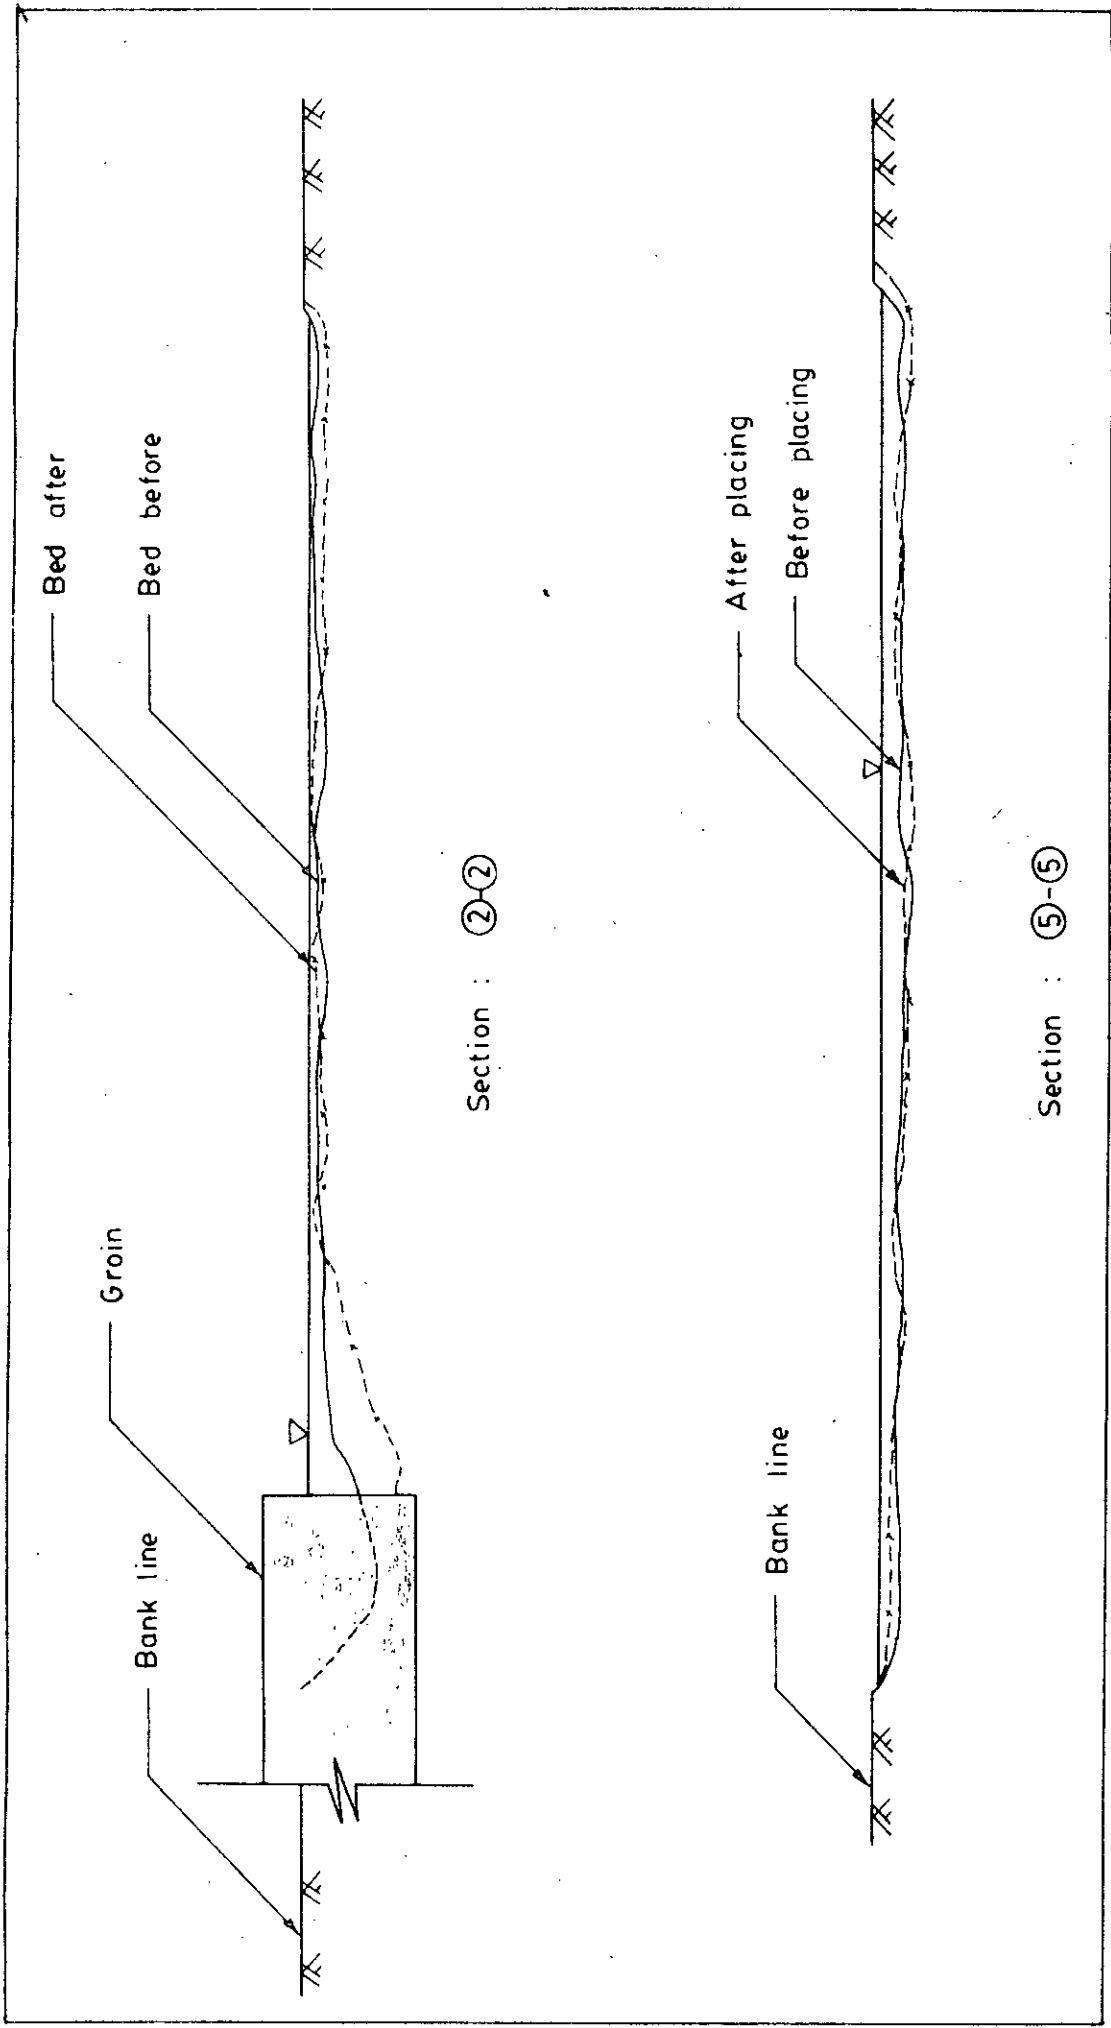 Bank line
Groin
Bed after
Bed before
Section : ②-②
Bank line
After placing
Before placing
Section : ⑤-⑤